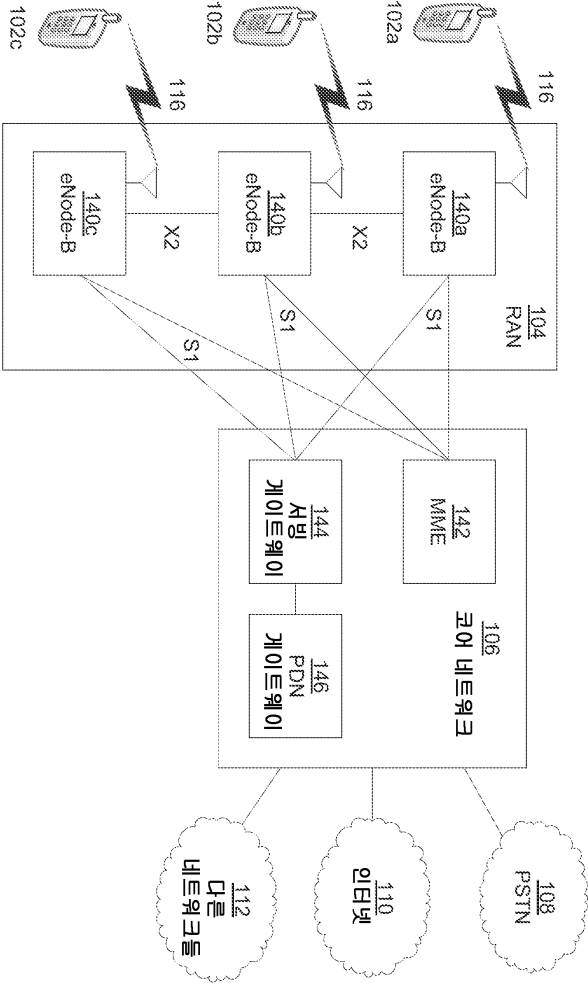 104
RAN
108
PSTN
102a
116
140a
eNode-B
S1
142
MME
106
코어 네트워크
X2
110
인터넷
102b
116
140b
eNode-B
S1
144
서빙
게이트웨이
146
PDN
게이트웨이
X2
112
다른
네트워크들
102c
116
140c
eNode-B
S1